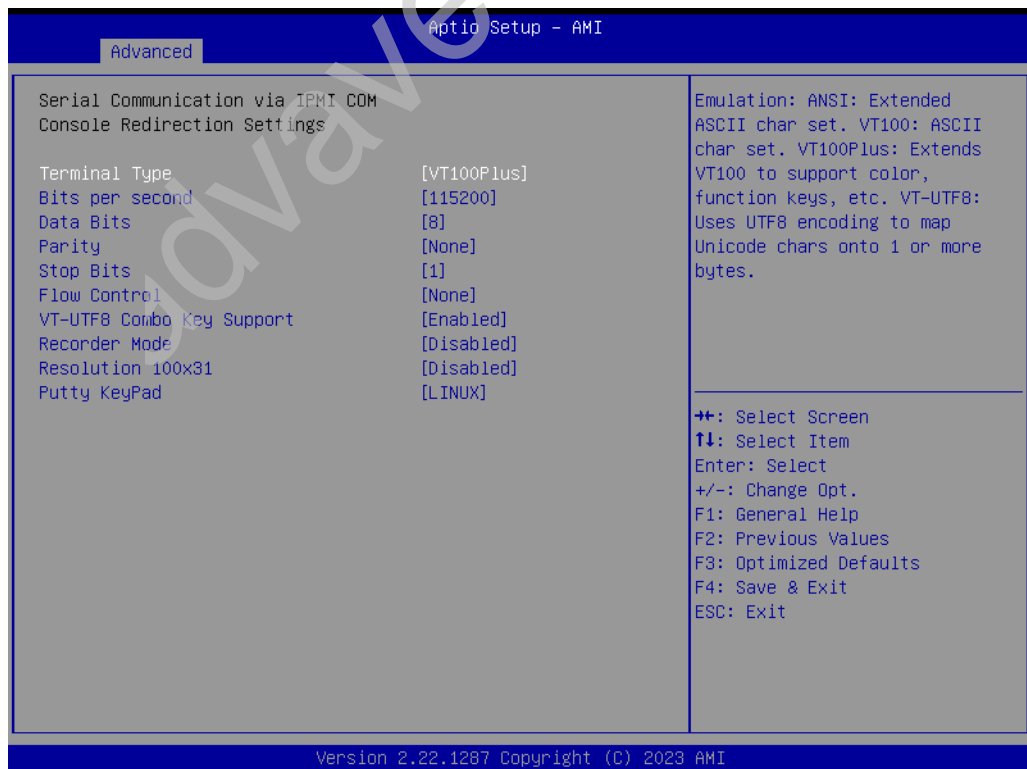 Aptio Setup – AMI
Advanced
Serial Communication via IPMI COM
Console Redirection Settings
Terminal Type [VT100Plus]
Bits per second [115200]
Data Bits [8]
Parity [None]
Stop Bits [1]
Flow Control [None]
VT-UTF8 Combo Key Support [Enabled]
Recorder Mode [Disabled]
Resolution 100x31 [Disabled]
Putty KeyPad [LINUX]
Emulation: ANSI: Extended
ASCII char set. VT100: ASCII
char set. VT100Plus: Extends
VT100 to support color,
function keys, etc. VT-UTF8:
Uses UTF8 encoding to map
Unicode chars onto 1 or more
bytes.
→←: Select Screen
↑↓: Select Item
Enter: Select
+/-: Change Opt.
F1: General Help
F2: Previous Values
F3: Optimized Defaults
F4: Save & Exit
ESC: Exit
Version 2.22.1287 Copyright (C) 2023 AMI
advave